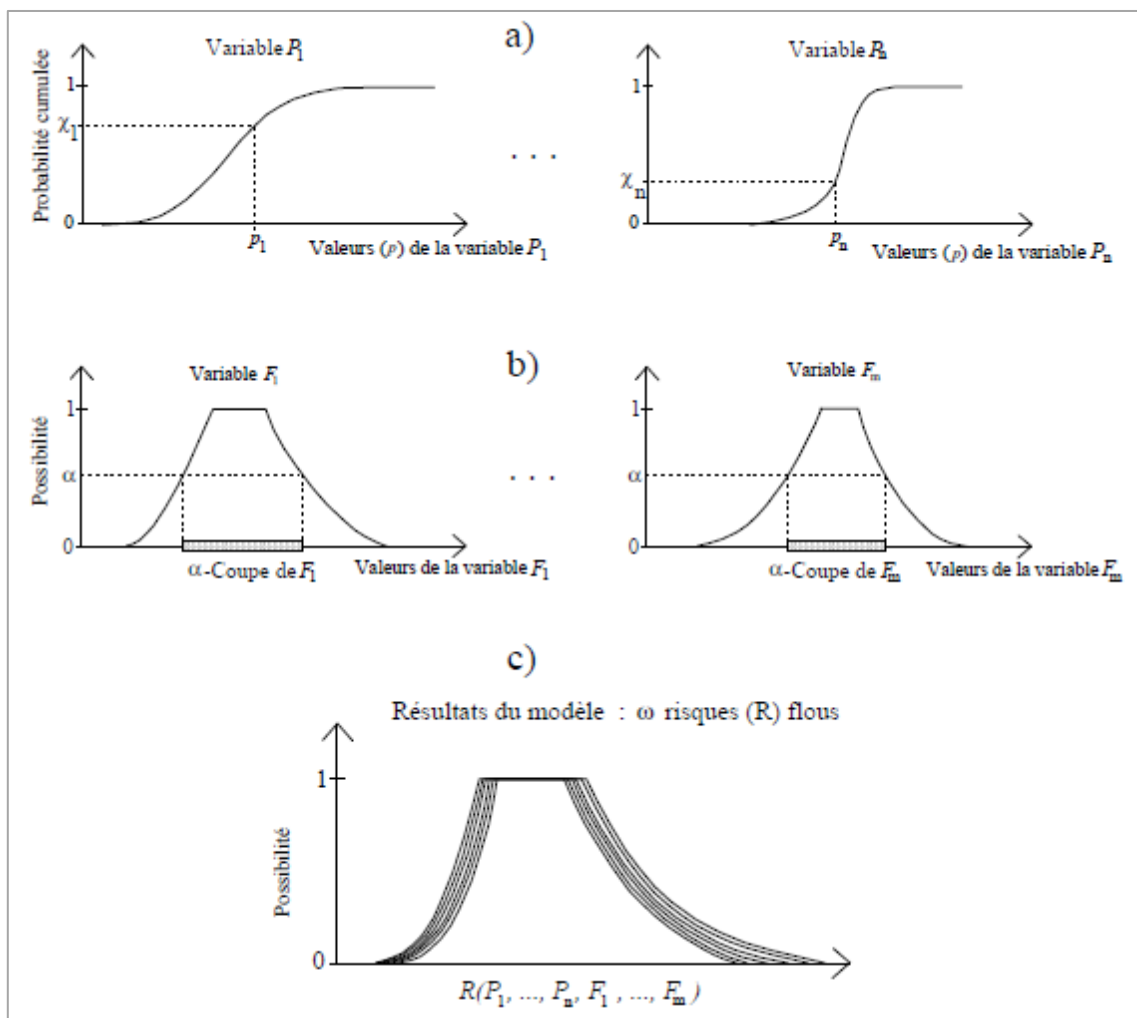 a)
Variable P₁
Probabilité cumulée
1
χ₁
0
p₁
Valeurs (p) de la variable P₁
. . .
Variable Pₙ
1
χₙ
0
pₙ
Valeurs (p) de la variable Pₙ
b)
Variable F₁
Possibilité
1
α
0
α-Coupe de F₁
Valeurs de la variable F₁
. . .
Variable Fₘ
1
α
0
α-Coupe de Fₘ
Valeurs de la variable Fₘ
c)
Résultats du modèle : ω risques (R) flous
Possibilité
1
0
R(P₁, ..., Pₙ, F₁ , ..., Fₘ )